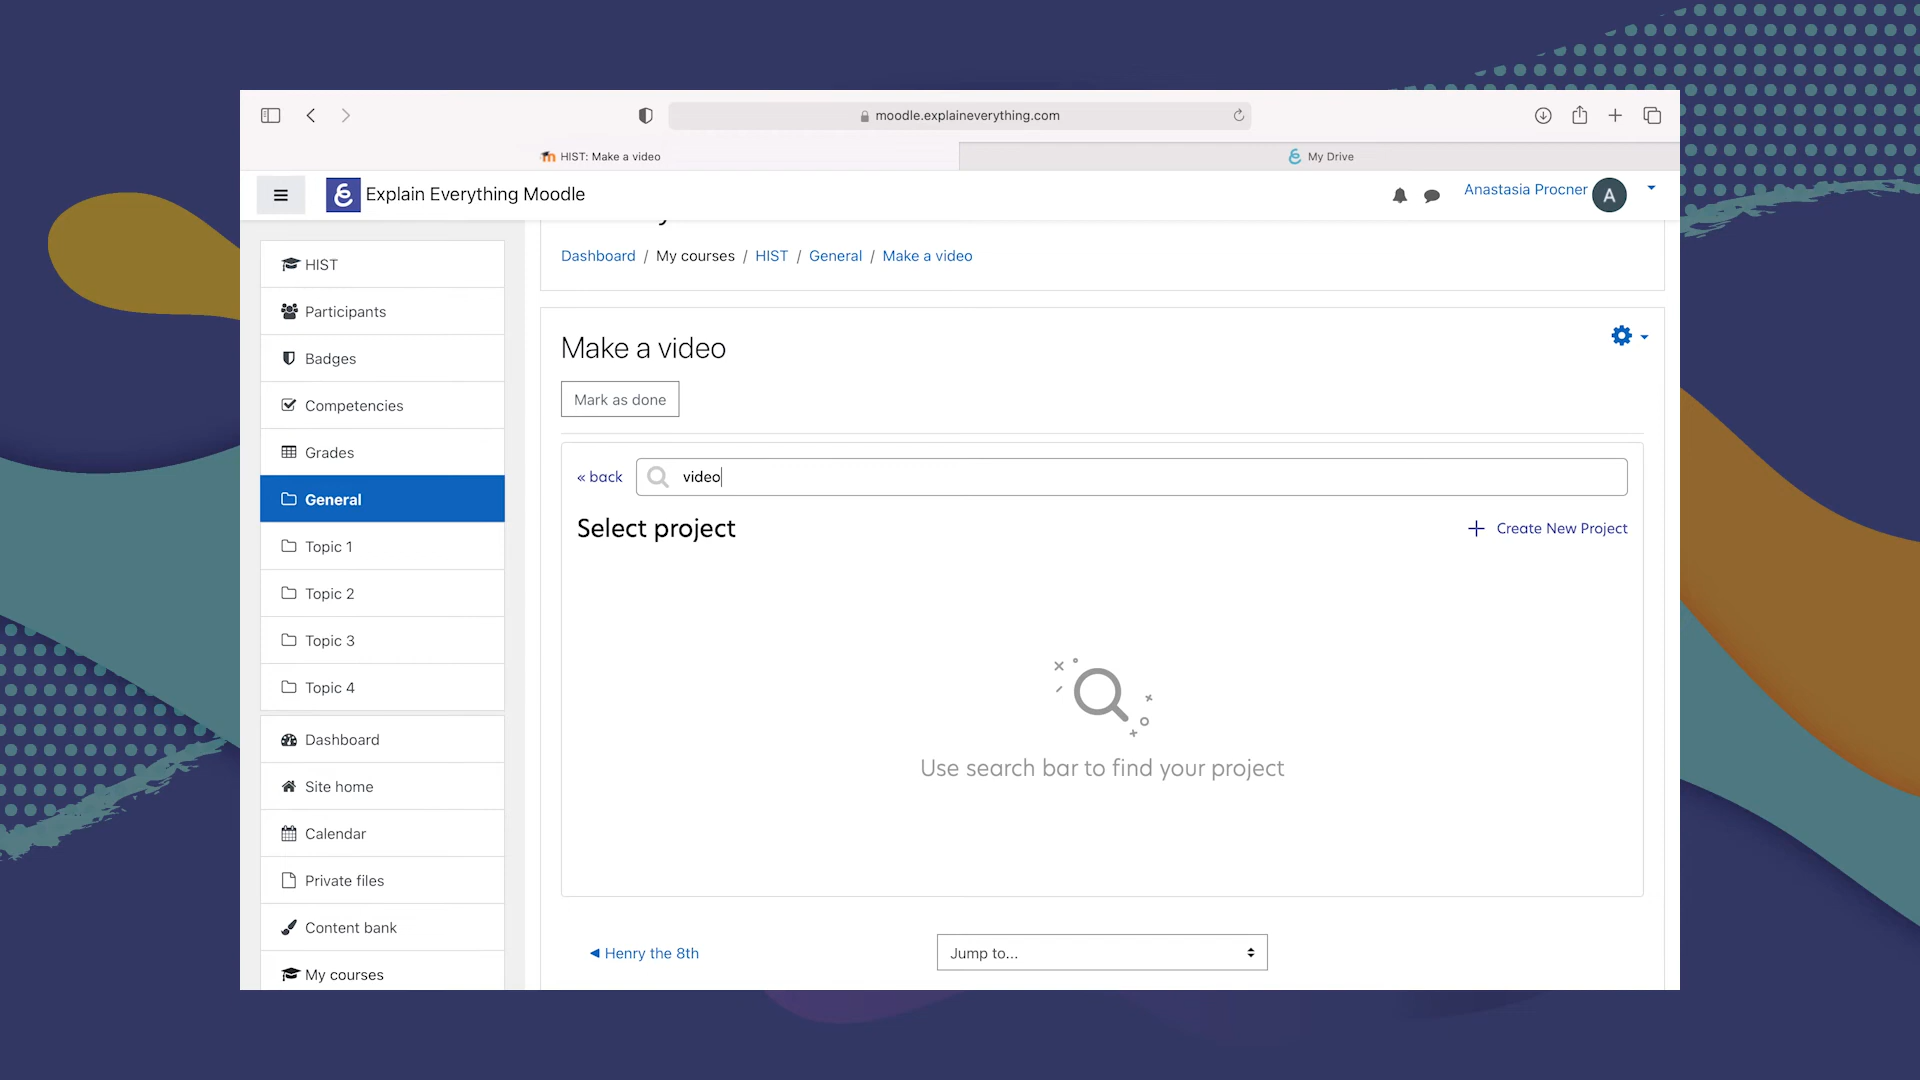 moodle.explaineverything.com
HIST: Make a video
My Drive
Explain Everything Moodle
Anastasia Procner
A
HIST
Participants
Badges
Competencies
Grades
General
Topic 1
Topic 2
Topic 3
Topic 4
Dashboard
Site home
Calendar
Private files
Content bank
My courses
Dashboard / My courses / HIST / General / Make a video
Make a video
Mark as done
« back
video
Select project
+ Create New Project
Use search bar to find your project
◀ Henry the 8th
Jump to...